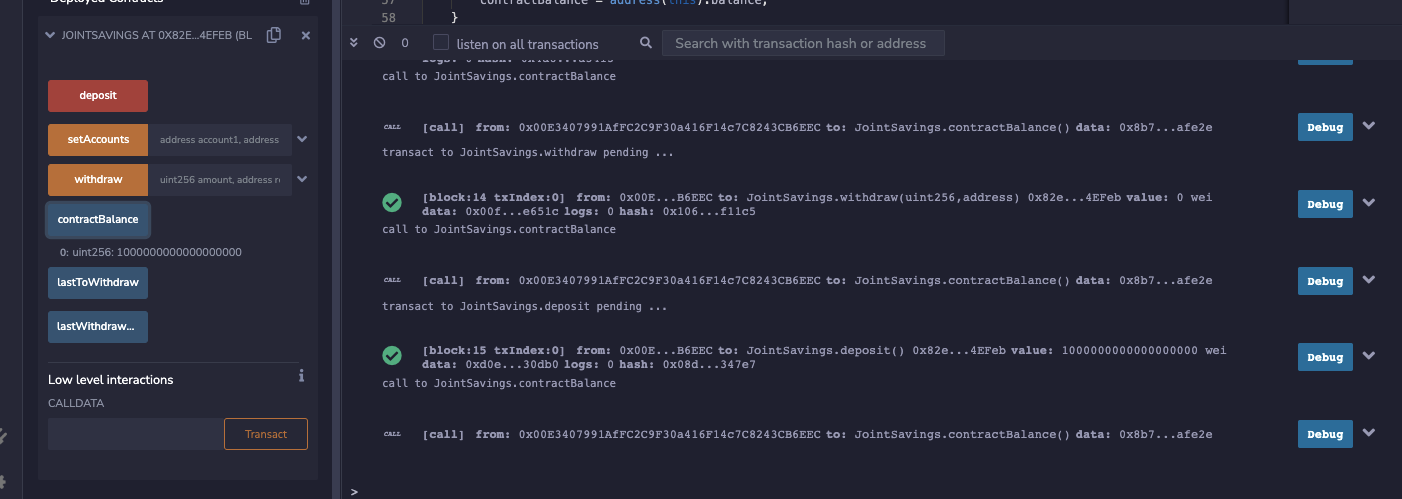 Deployed Contracts
JOINTSAVINGS AT 0X82E...4EFEB (BL
deposit
setAccounts
address account1, address
withdraw
uint256 amount, address r
contractBalance
0: uint256: 1000000000000000000
lastToWithdraw
lastWithdraw...
Low level interactions
i
CALLDATA
Transact
57 contractBalance = address(this).balance;
58 }
0
listen on all transactions
Search with transaction hash or address
call to JointSavings.contractBalance
CALL [call] from: 0x00E3407991AfFC2C9F30a416F14c7C8243CB6EEC to: JointSavings.contractBalance() data: 0x8b7...afe2e
Debug
transact to JointSavings.withdraw pending ...
[block:14 txIndex:0] from: 0x00E...B6EEC to: JointSavings.withdraw(uint256,address) 0x82e...4EFeb value: 0 wei
data: 0x00f...e651c logs: 0 hash: 0x106...f11c5
Debug
call to JointSavings.contractBalance
CALL [call] from: 0x00E3407991AfFC2C9F30a416F14c7C8243CB6EEC to: JointSavings.contractBalance() data: 0x8b7...afe2e
Debug
transact to JointSavings.deposit pending ...
[block:15 txIndex:0] from: 0x00E...B6EEC to: JointSavings.deposit() 0x82e...4EFeb value: 1000000000000000000 wei
data: 0xd0e...30db0 logs: 0 hash: 0x08d...347e7
Debug
call to JointSavings.contractBalance
CALL [call] from: 0x00E3407991AfFC2C9F30a416F14c7C8243CB6EEC to: JointSavings.contractBalance() data: 0x8b7...afe2e
Debug
>